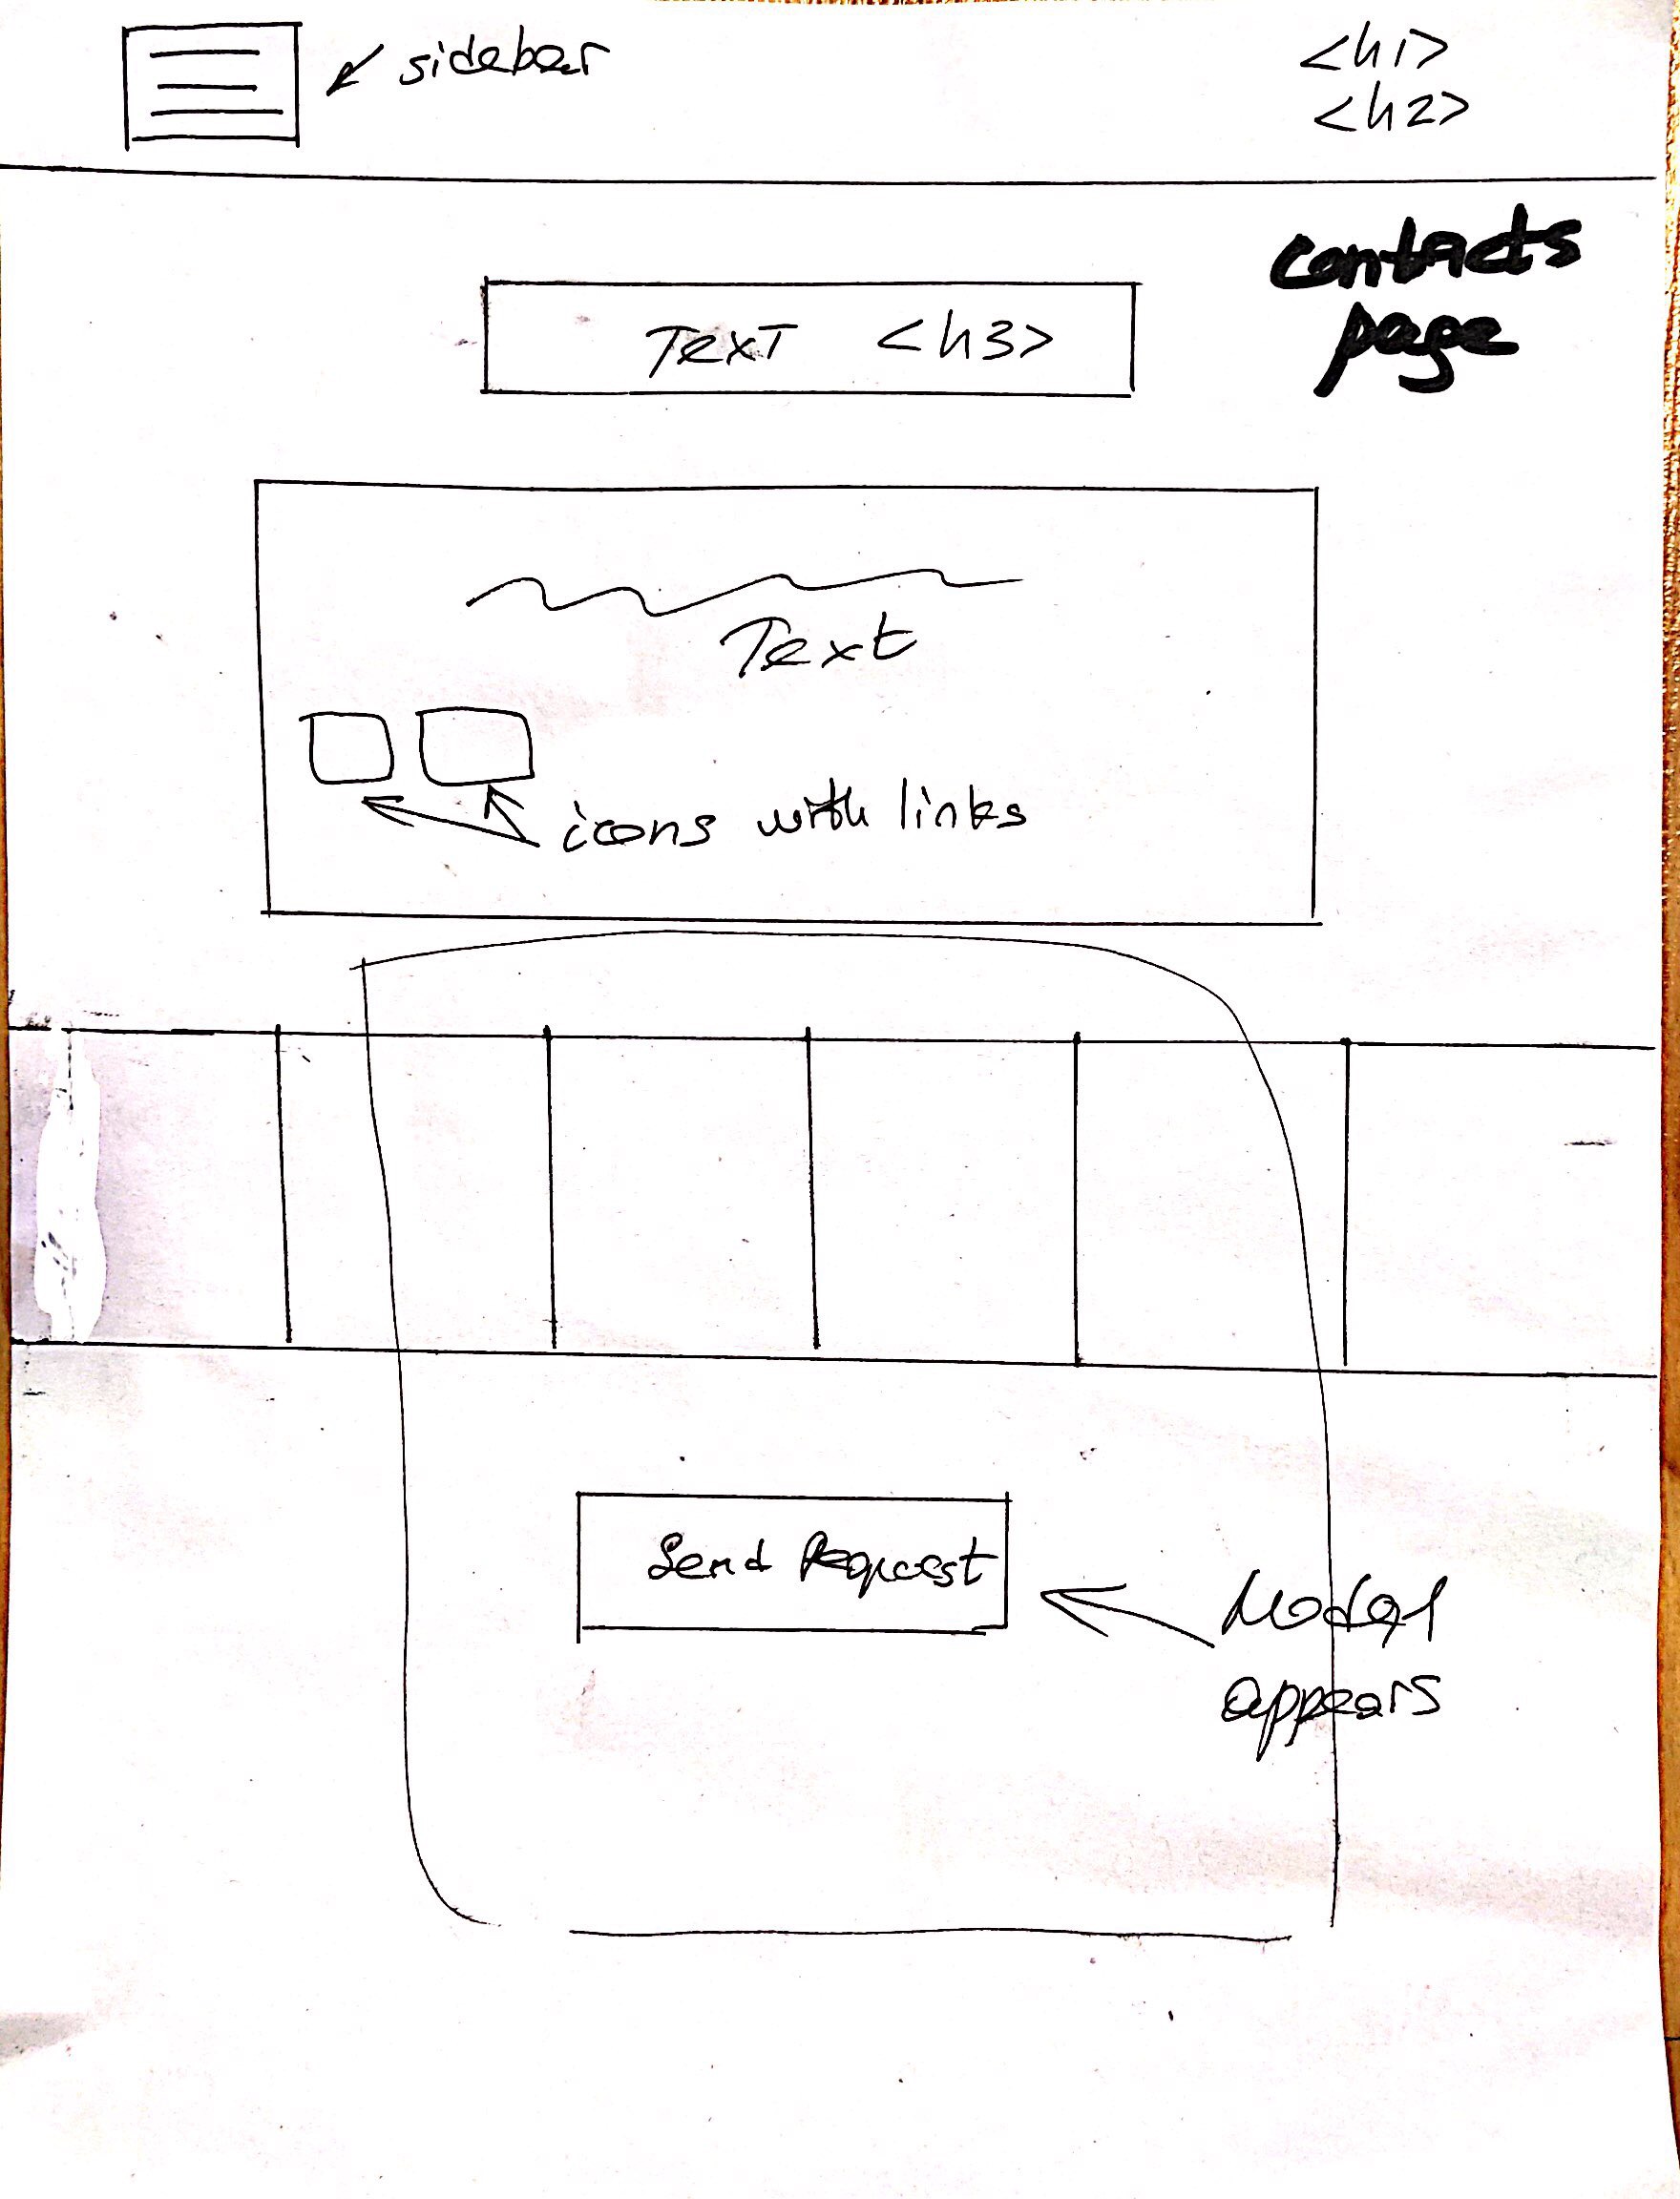 sidebar
<h1>
<h2>
contacts
page
Text <h3>
Text
icons with links
Send Request
Modal
appears